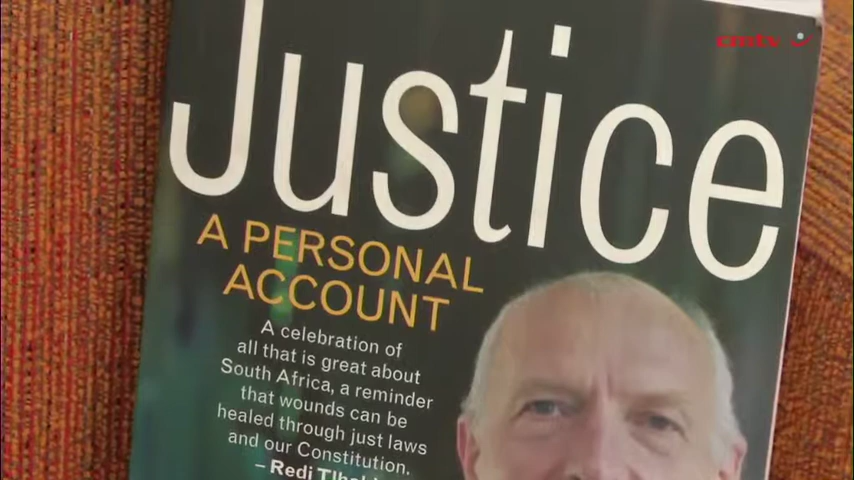 cmtv
Justice
A PERSONAL
ACCOUNT
A celebration of
all that is great about
South Africa, a reminder
that wounds can be
healed through just laws
and our Constitution.
– Redi